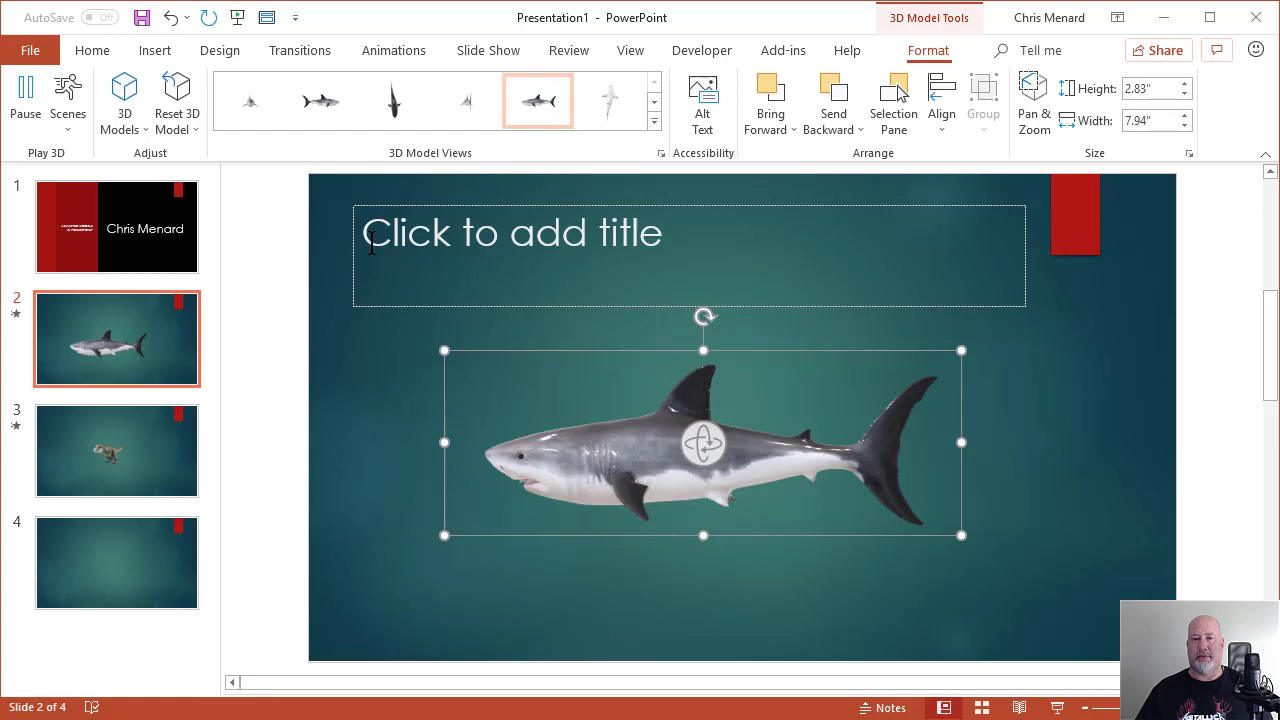 AutoSave Off
Presentation1 - PowerPoint
3D Model Tools
Chris Menard
File Home Insert Design Transitions Animations Slide Show Review View Developer Add-ins Help Format Tell me Share
Pause
Scenes
Play 3D
3D
Models
Reset 3D
Model
Adjust
3D Model Views
Alt
Text
Accessibility
Bring
Forward
Send
Backward
Selection
Pane
Align
Group
Arrange
Pan &
Zoom
Height: 2.83"
Width: 7.94"
Size
1
Chris Menard
2
3
4
Click to add title
Slide 2 of 4
Notes